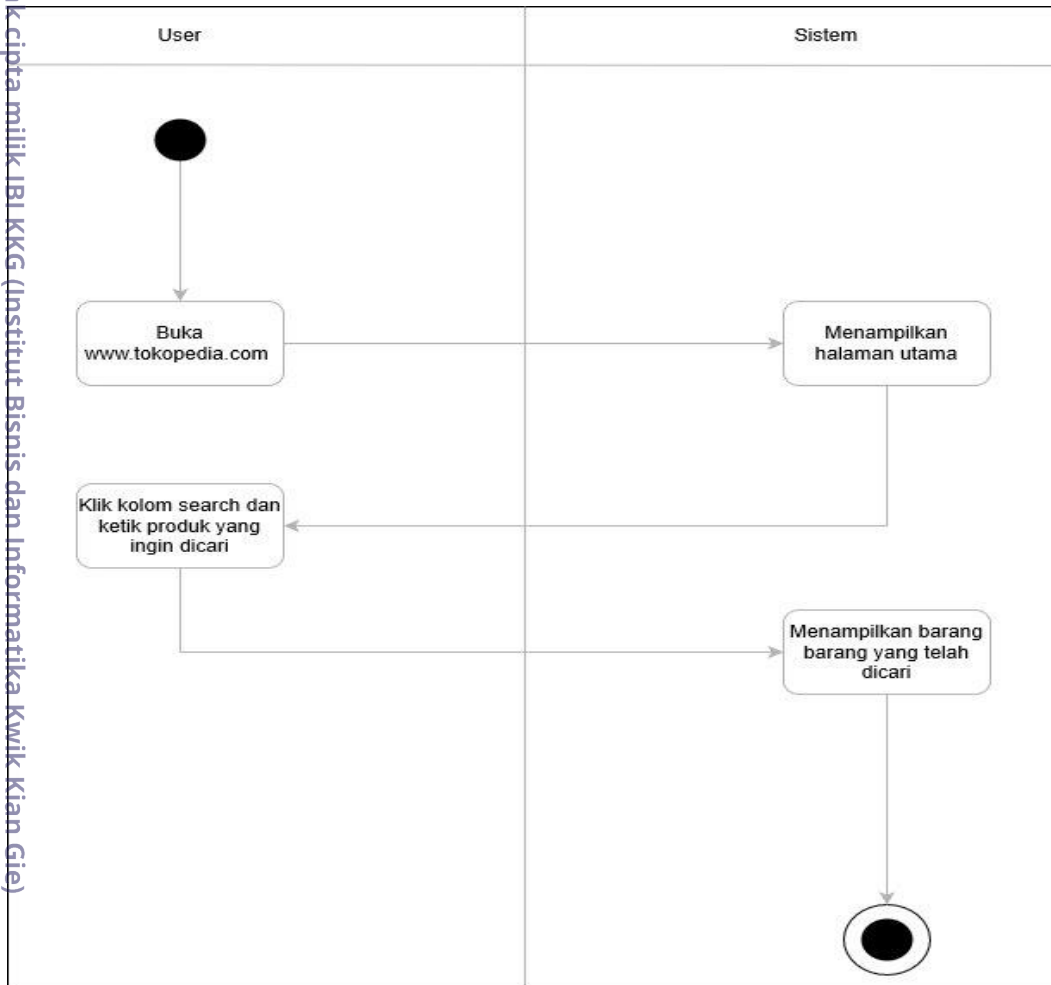 User
Sistem
Buka
www.tokopedia.com
Menampilkan
halaman utama
Klik kolom search dan
ketik produk yang
ingin dicari
Menampilkan barang
barang yang telah
dicari
cipta milik IBI KKG (Institut Bisnis dan Informatika Kwik Kian Gie)